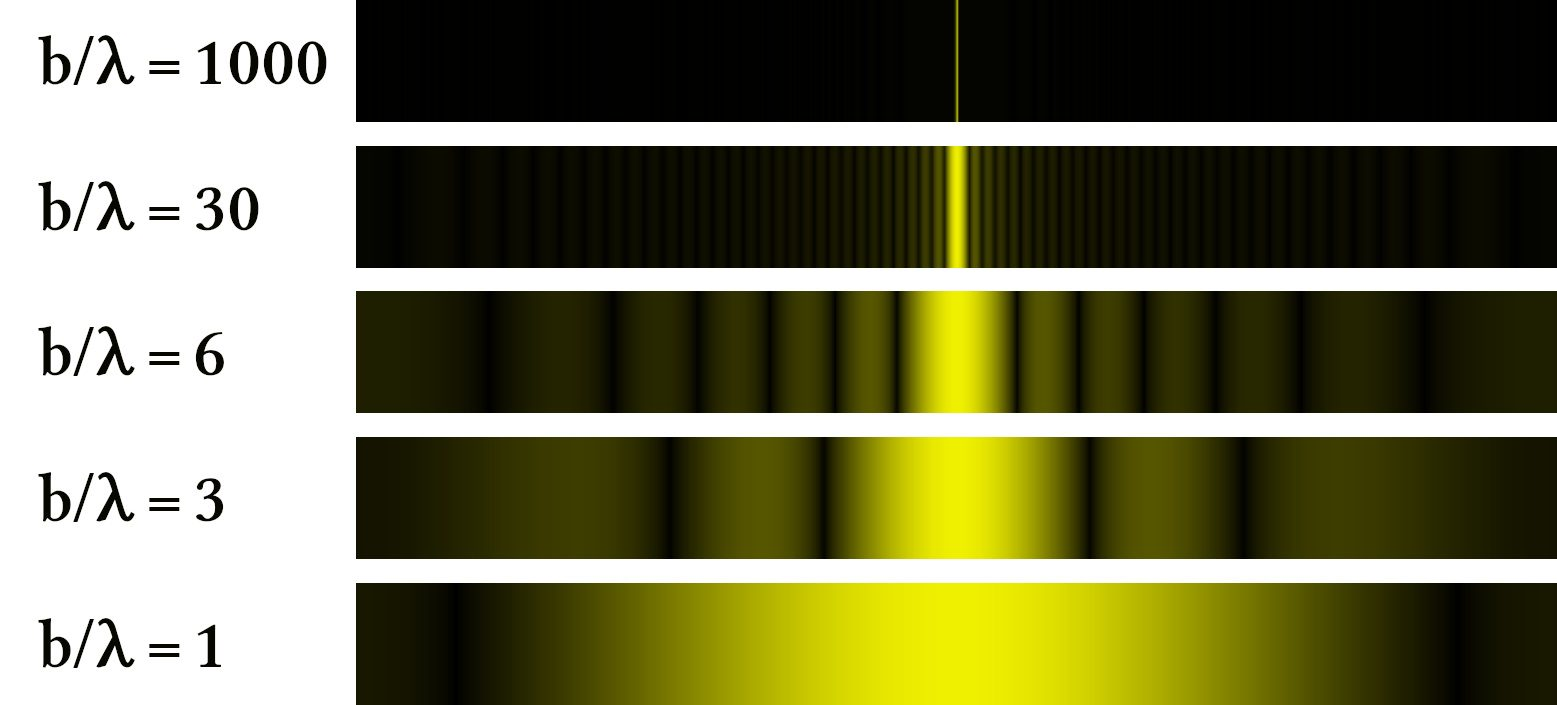 b/λ = 1000
b/λ = 30
b/λ = 6
b/λ = 3
b/λ = 1